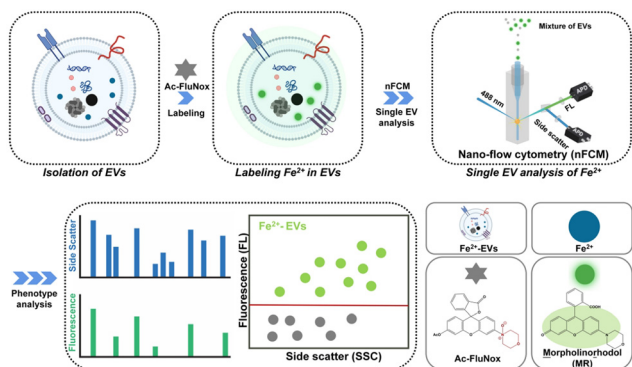 Mixture of EVs
Ac-FluNox
Labeling
nFCM
Single EV
analysis
488 nm
APD
FL
APD
Side scatter
Nano-flow cytometry (nFCM)
Isolation of EVs
Labeling Fe²⁺ in EVs
Single EV analysis of Fe²⁺
Phenotype
analysis
Side Scatter
Fluorescence
Fe²⁺-EVs
Fluorescence (FL)
Side scatter (SSC)
Fe²⁺-EVs
Fe²⁺
AcO
O
O
O
N
O
O
Ac-FluNox
COOH
O
O
N
O
Morpholinorhodol
(MR)